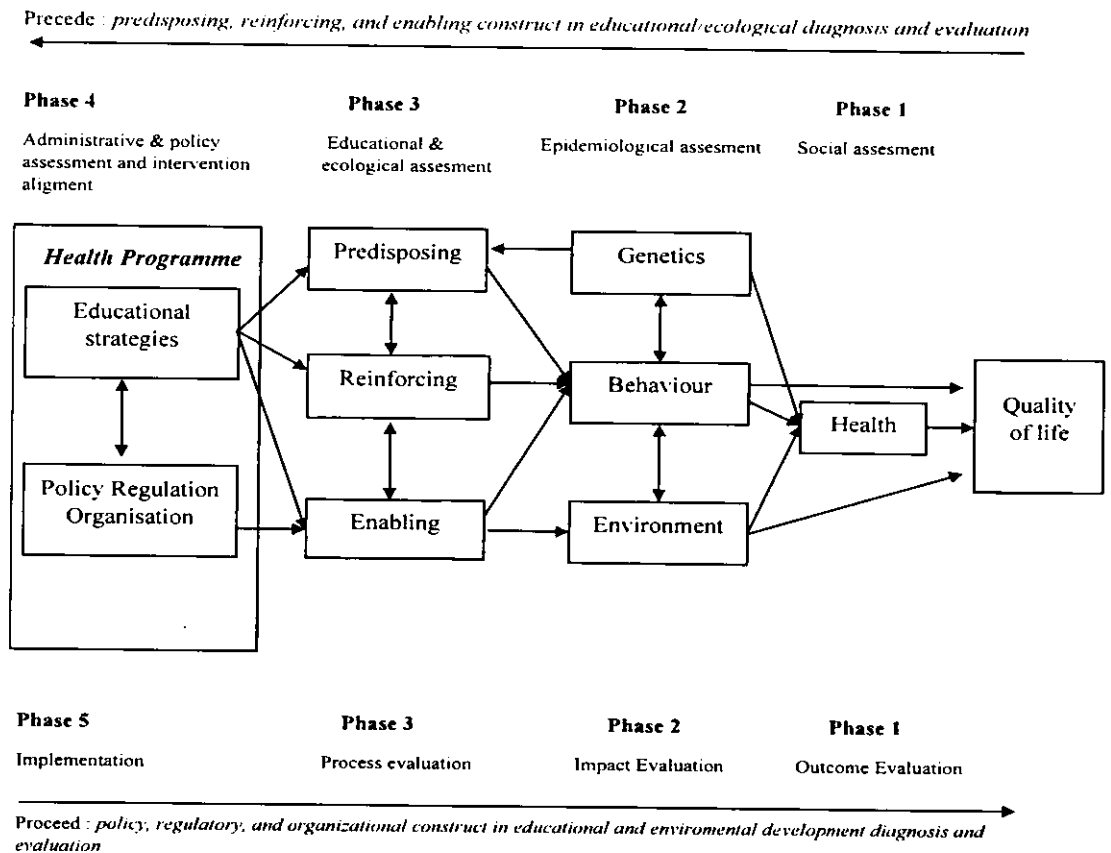 Precede : predisposing, reinforcing, and enabling construct in educational/ecological diagnosis and evaluation
Phase 4
Phase 3
Phase 2
Phase 1
Administrative & policy
assessment and intervention
aligment
Educational &
ecological assesment
Epidemiological assesment
Social assesment
Health Programme
Educational
strategies
Policy Regulation
Organisation
Predisposing
Reinforcing
Enabling
Genetics
Behaviour
Environment
Health
Quality
of life
Phase 5
Phase 3
Phase 2
Phase 1
Implementation
Process evaluation
Impact Evaluation
Outcome Evaluation
Proceed : policy, regulatory, and organizational construct in educational and enviromental development diagnosis and
evaluation